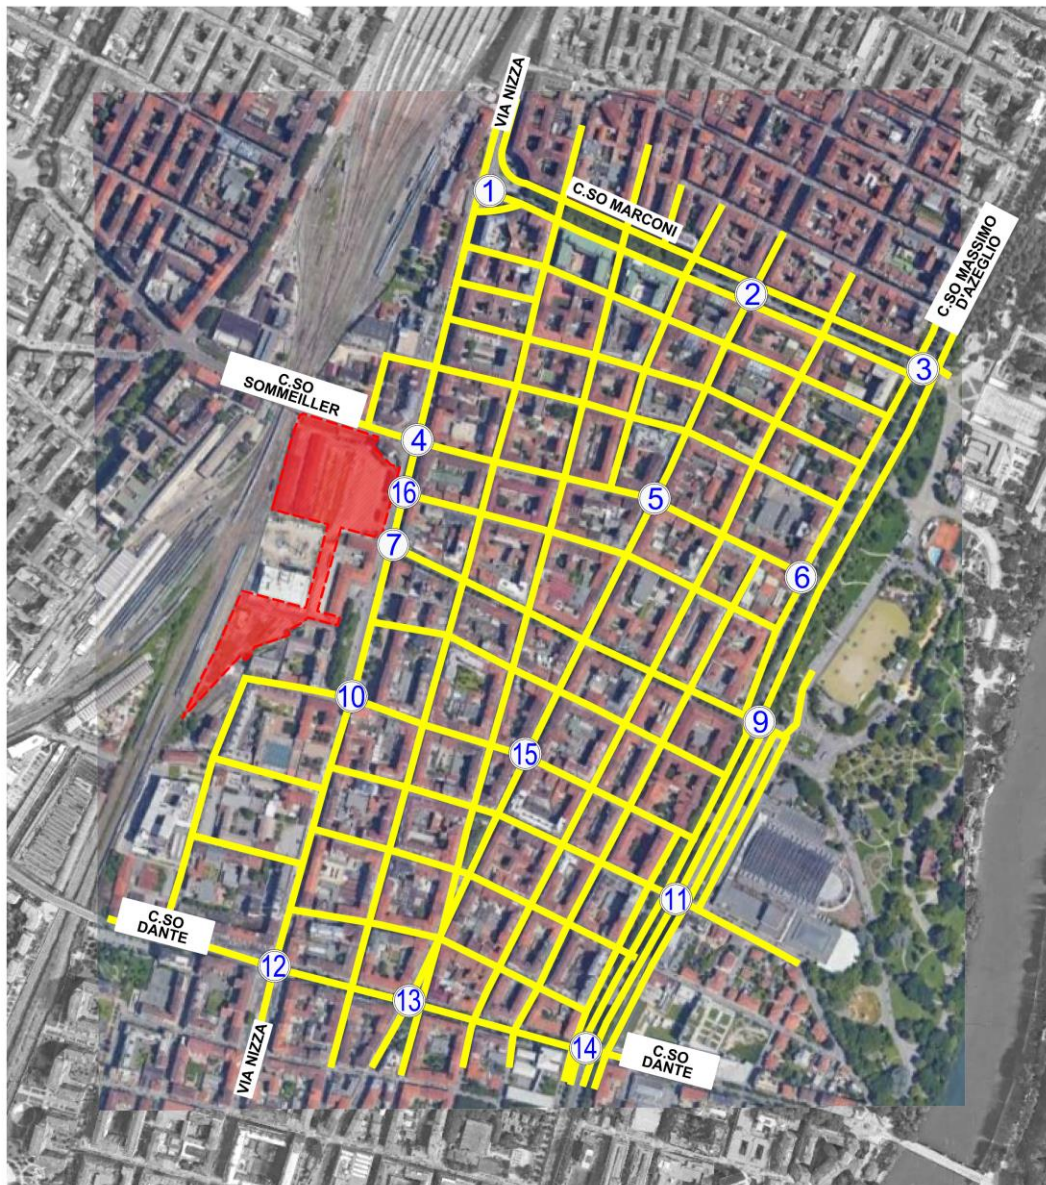 VIA NIZZA
1
C.SO MARCONI
C.SO MASSIMO
D'AZEGLIO
2
3
C.SO
SOMMEILLER
4
16
5
7
6
10
9
15
11
C.SO
DANTE
12
13
14
C.SO
DANTE
VIA NIZZA